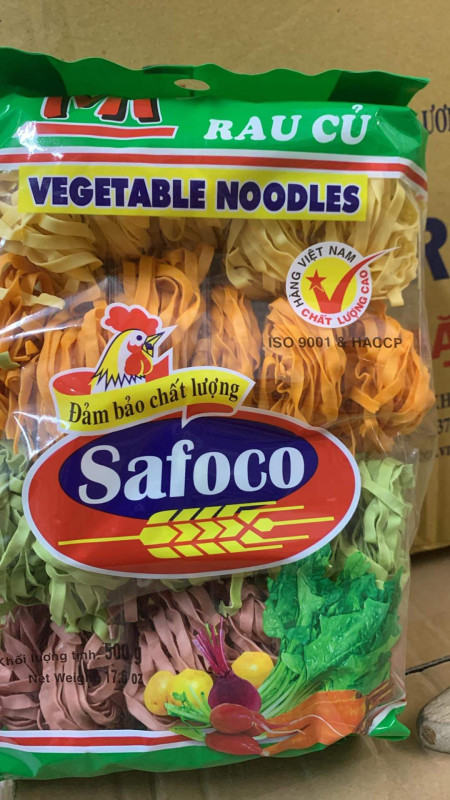 RAU CỦ
VEGETABLE NOODLES
HÀNG VIỆT NAM
CHẤT LƯỢNG CAO
ISO 9001 & HACCP
Đảm bảo chất lượng
Safoco
Khối lượng tịnh: 500 g
Net Weight: 17.6 oz